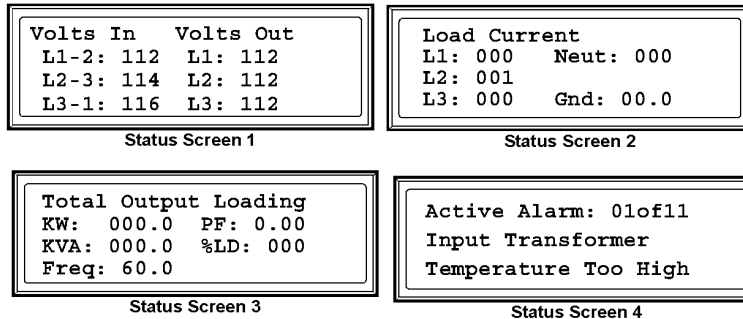 Volts In Volts Out
L1-2: 112 L1: 112
L2-3: 114 L2: 112
L3-1: 116 L3: 112
Status Screen 1
Load Current
L1: 000 Neut: 000
L2: 001
L3: 000 Gnd: 00.0
Status Screen 2
Total Output Loading
KW: 000.0 PF: 0.00
KVA: 000.0 %LD: 000
Freq: 60.0
Status Screen 3
Active Alarm: 01of11
Input Transformer
Temperature Too High
Status Screen 4